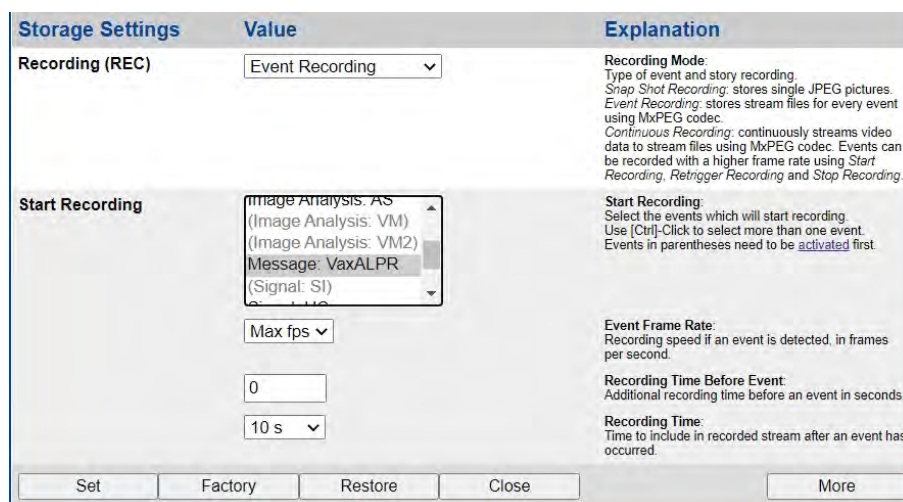 Storage Settings Value Explanation
Recording (REC)
Event Recording
Recording Mode:
Type of event and story recording.
Snap Shot Recording: stores single JPEG pictures.
Event Recording: stores stream files for every event
using MxPEG codec.
Continuous Recording: continuously streams video
data to stream files using MxPEG codec. Events can
be recorded with a higher frame rate using Start
Recording, Retrigger Recording and Stop Recording.
Start Recording
Image Analysis: AS
(Image Analysis: VM)
(Image Analysis: VM2)
Message: VaxALPR
(Signal: SI)
Start Recording:
Select the events which will start recording.
Use [Ctrl]-Click to select more than one event.
Events in parentheses need to be activated first.
Max fps
Event Frame Rate:
Recording speed if an event is detected, in frames
per second.
0
Recording Time Before Event:
Additional recording time before an event in seconds
10 s
Recording Time:
Time to include in recorded stream after an event has
occurred.
Set Factory Restore Close More